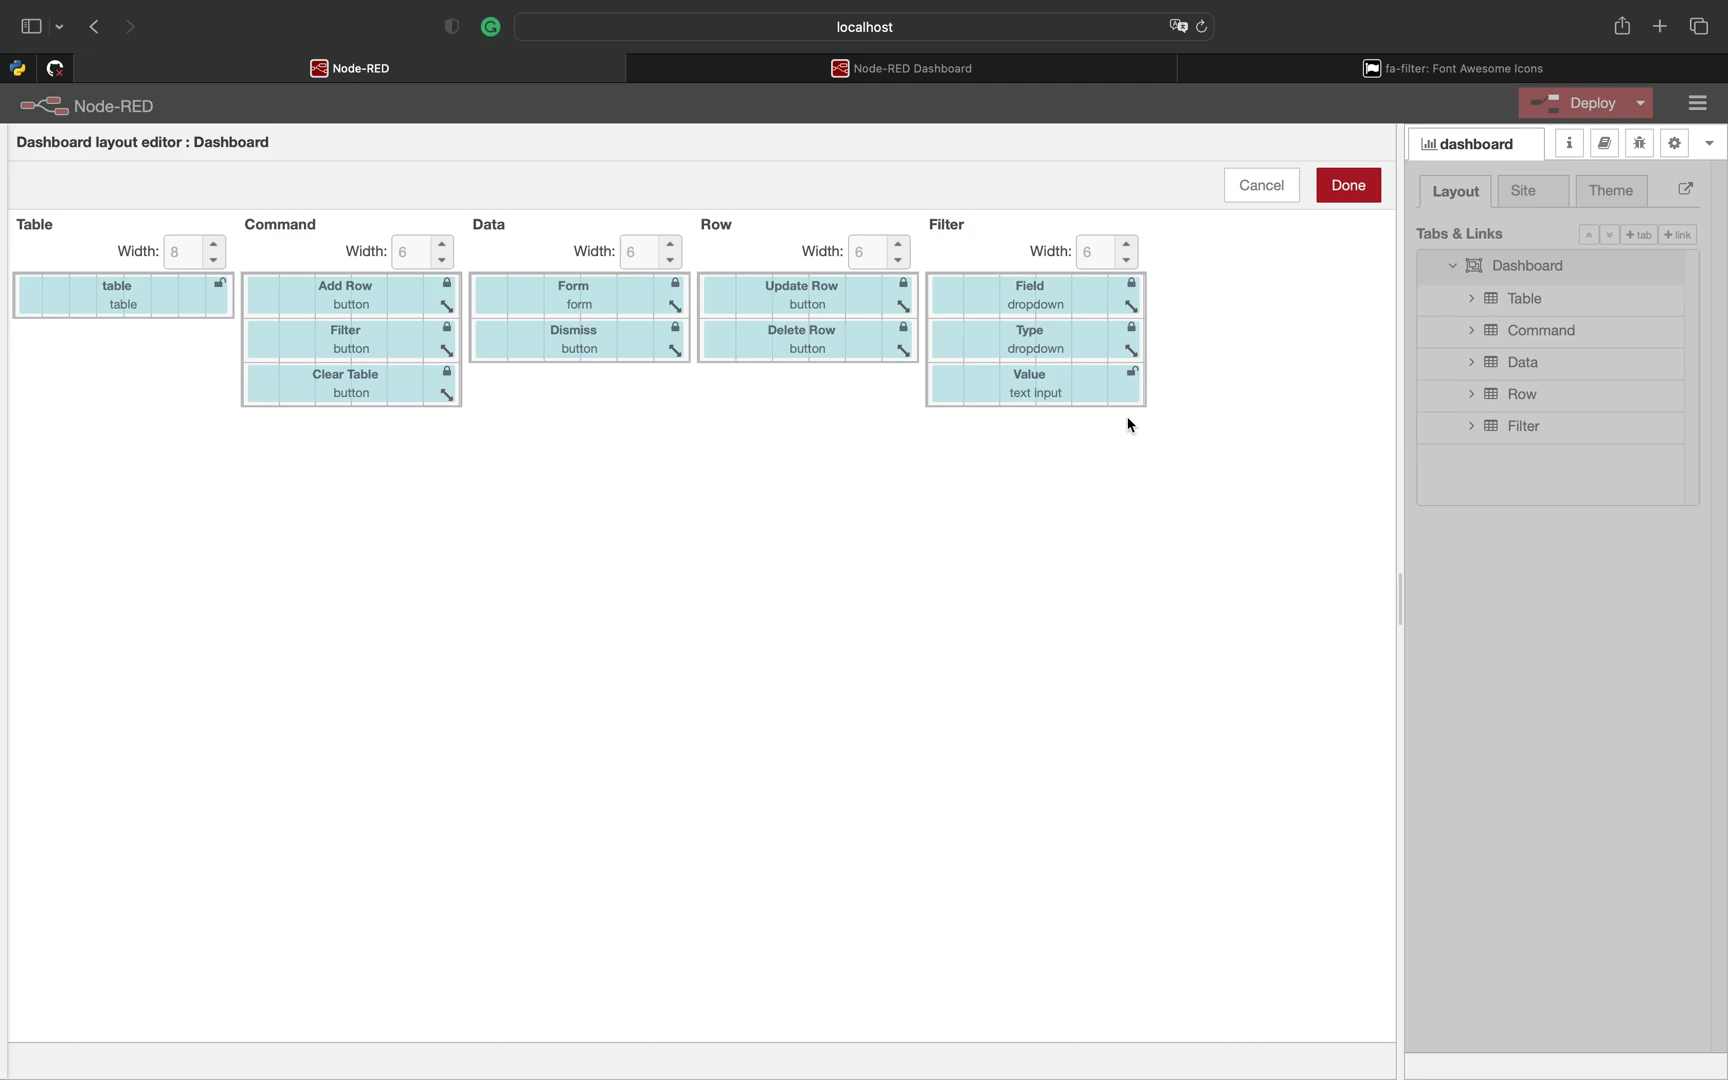 localhost
Node-RED
Node-RED Dashboard
fa-filter: Font Awesome Icons
Node-RED
Deploy
Dashboard layout editor : Dashboard
dashboard
Cancel
Done
Layout
Site
Theme
Table
Command
Data
Row
Filter
Width: 8
Width: 6
Width: 6
Width: 6
Width: 6
Tabs & Links
+ tab
+ link
Dashboard
Table
Command
Data
Row
Filter
table
table
Add Row
button
Filter
button
Clear Table
button
Form
form
Dismiss
button
Update Row
button
Delete Row
button
Field
dropdown
Type
dropdown
Value
text input